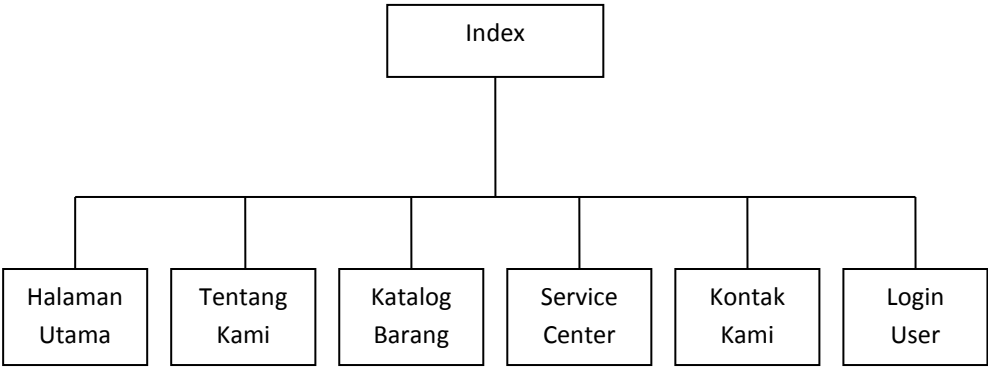 Index
Halaman
Utama
Tentang
Kami
Katalog
Barang
Service
Center
Kontak
Kami
Login
User